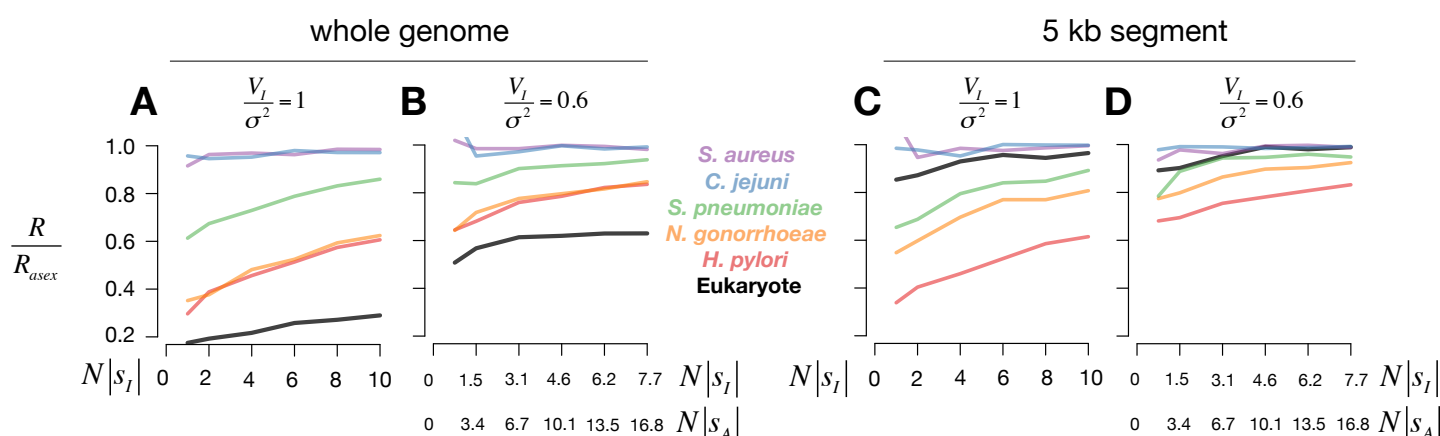 whole genome
5 kb segment
A V_I/σ² = 1
B V_I/σ² = 0.6
C V_I/σ² = 1
D V_I/σ² = 0.6
R/R_asex
1.0
0.8
0.6
0.4
0.2
S. aureus
C. jejuni
S. pneumoniae
N. gonorrhoeae
H. pylori
Eukaryote
N|s_I| 0 2 4 6 8 10
0 1.5 3.1 4.6 6.2 7.7 N|s_I|
0 3.4 6.7 10.1 13.5 16.8 N|s_A|
N|s_I| 0 2 4 6 8 10
0 1.5 3.1 4.6 6.2 7.7 N|s_I|
0 3.4 6.7 10.1 13.5 16.8 N|s_A|